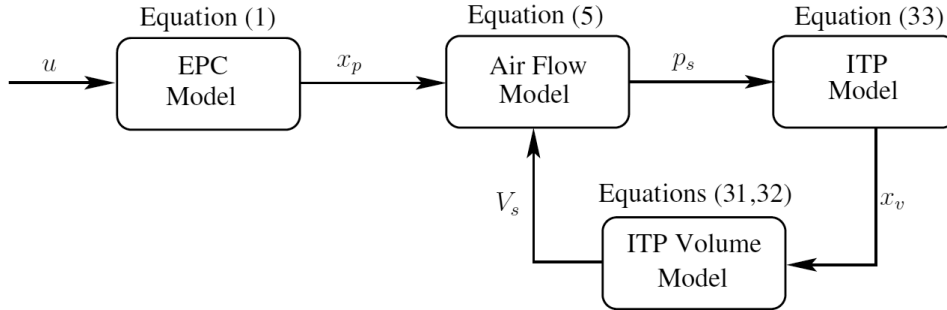 Equation (1)
Equation (5)
Equation (33)
u
EPC
Model
x_p
Air Flow
Model
p_s
ITP
Model
V_s
Equations (31,32)
x_v
ITP Volume
Model